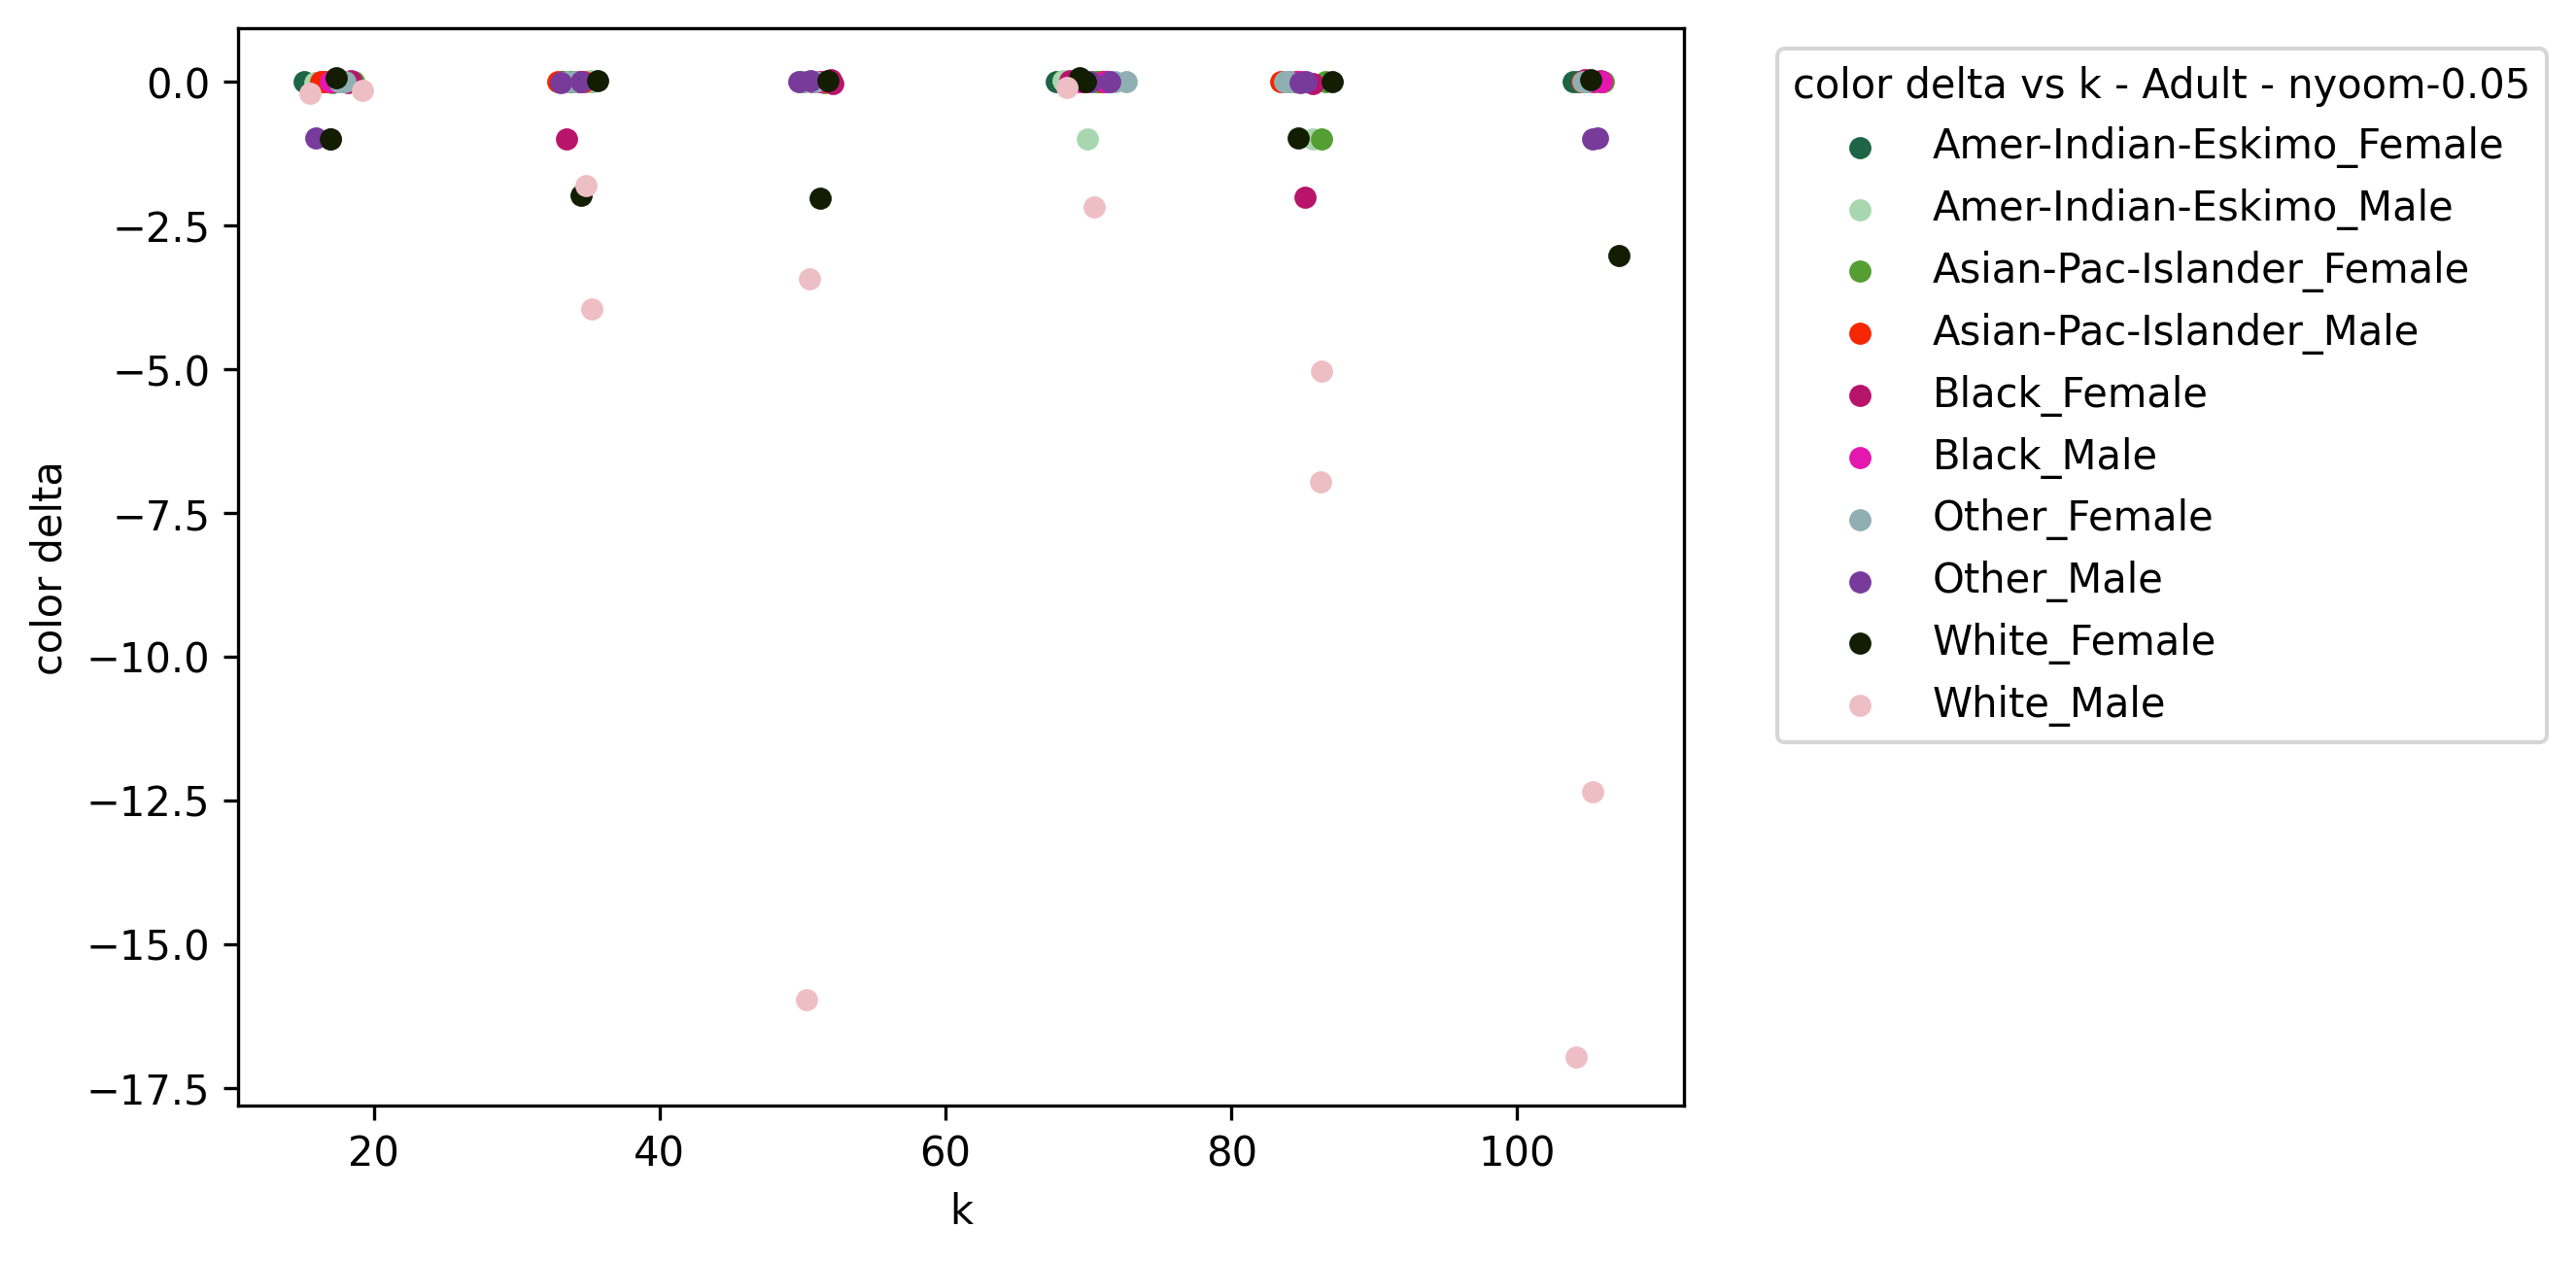 0.0
−2.5
−5.0
−7.5
−10.0
−12.5
−15.0
−17.5
color delta
20 40 60 80 100
k
color delta vs k - Adult - nyoom-0.05
Amer-Indian-Eskimo_Female
Amer-Indian-Eskimo_Male
Asian-Pac-Islander_Female
Asian-Pac-Islander_Male
Black_Female
Black_Male
Other_Female
Other_Male
White_Female
White_Male